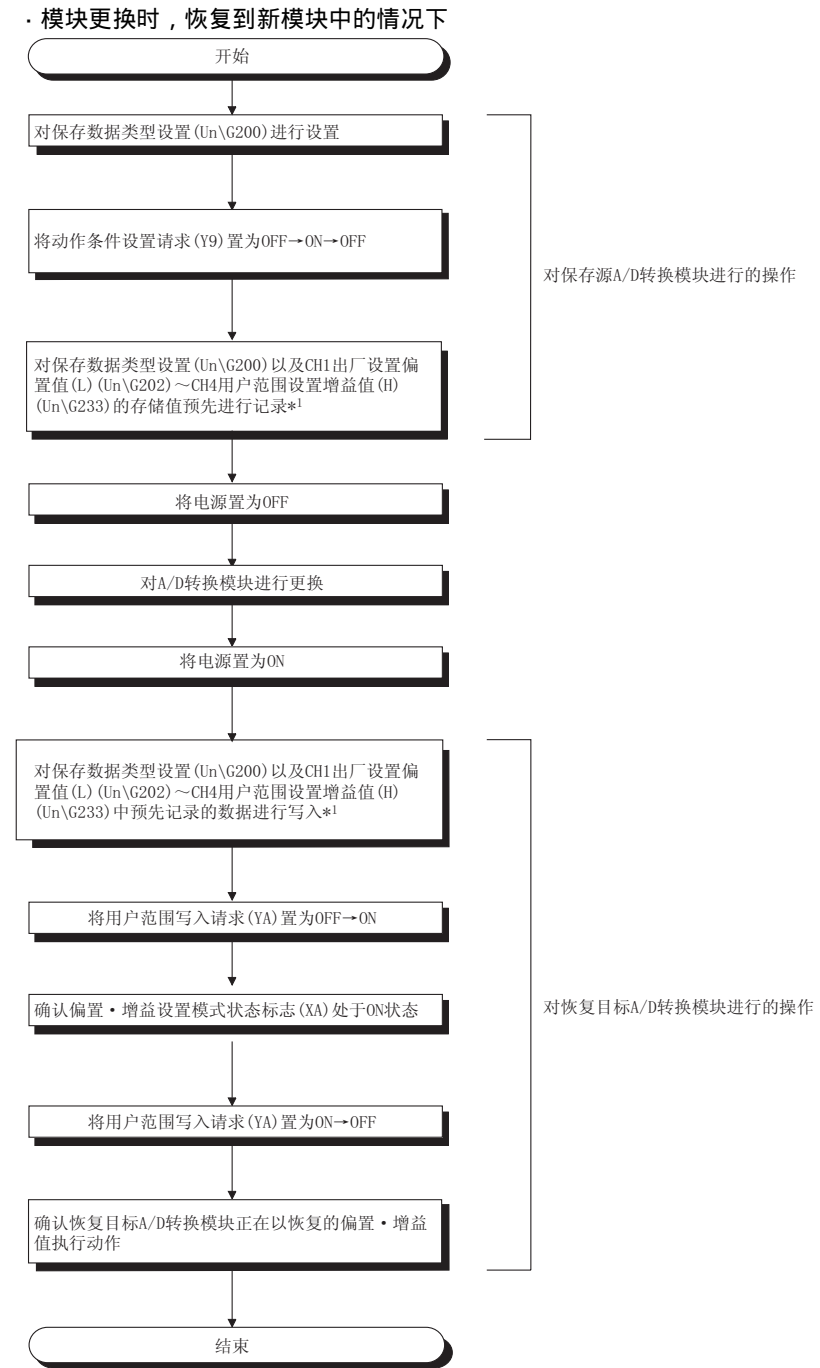 ·模块更换时，恢复到新模块中的情况下
开始
对保存数据类型设置(Un\G200)进行设置
将动作条件设置请求(Y9)置为OFF→ON→OFF
对保存源A/D转换模块进行的操作
对保存数据类型设置(Un\G200)以及CH1出厂设置偏
置值(L)(Un\G202)～CH4用户范围设置增益值(H)
(Un\G233)的存储值预先进行记录*1
将电源置为OFF
对A/D转换模块进行更换
将电源置为ON
对保存数据类型设置(Un\G200)以及CH1出厂设置偏
置值(L)(Un\G202)～CH4用户范围设置增益值(H)
(Un\G233)中预先记录的数据进行写入*1
将用户范围写入请求(YA)置为OFF→ON
确认偏置·增益设置模式状态标志(XA)处于ON状态
对恢复目标A/D转换模块进行的操作
将用户范围写入请求(YA)置为ON→OFF
确认恢复目标A/D转换模块正在以恢复的偏置·增益
值执行动作
结束